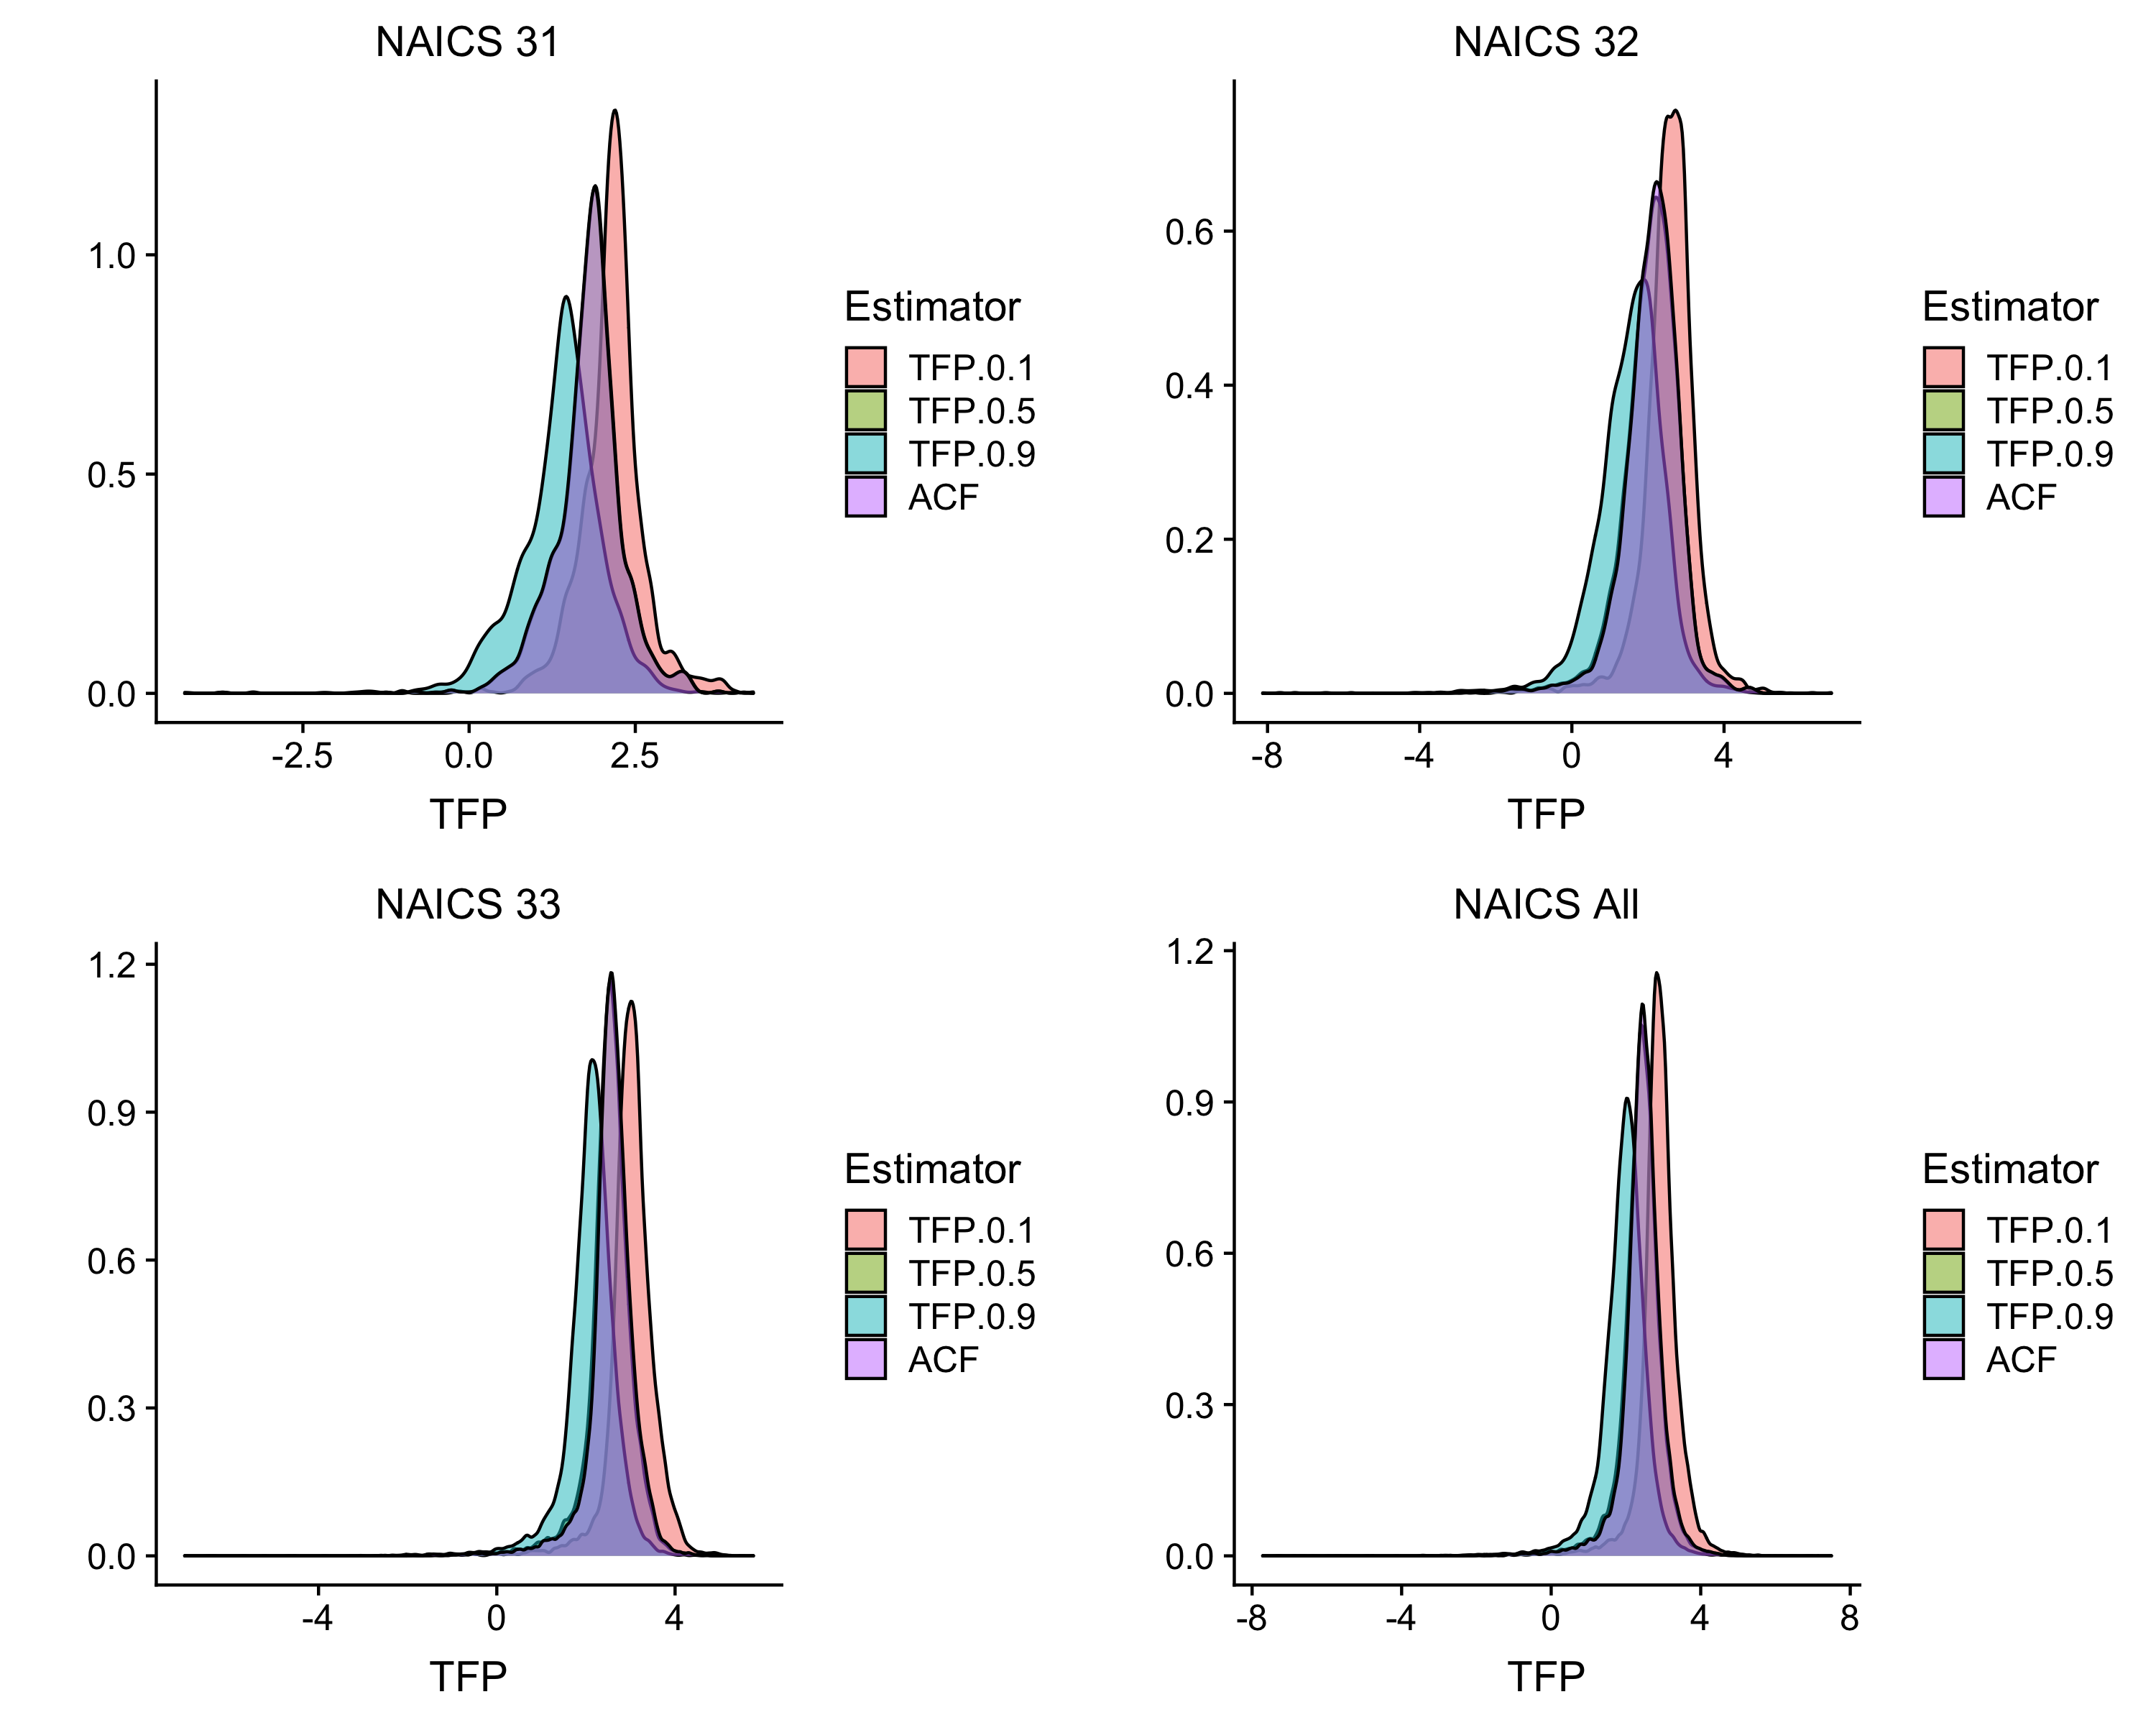 NAICS 31
1.0
0.5
0.0
-2.5 0.0 2.5
TFP
Estimator
TFP.0.1
TFP.0.5
TFP.0.9
ACF
NAICS 32
0.6
0.4
0.2
0.0
-8 -4 0 4
TFP
Estimator
TFP.0.1
TFP.0.5
TFP.0.9
ACF
NAICS 33
1.2
0.9
0.6
0.3
0.0
-4 0 4
TFP
Estimator
TFP.0.1
TFP.0.5
TFP.0.9
ACF
NAICS All
1.2
0.9
0.6
0.3
0.0
-8 -4 0 4 8
TFP
Estimator
TFP.0.1
TFP.0.5
TFP.0.9
ACF